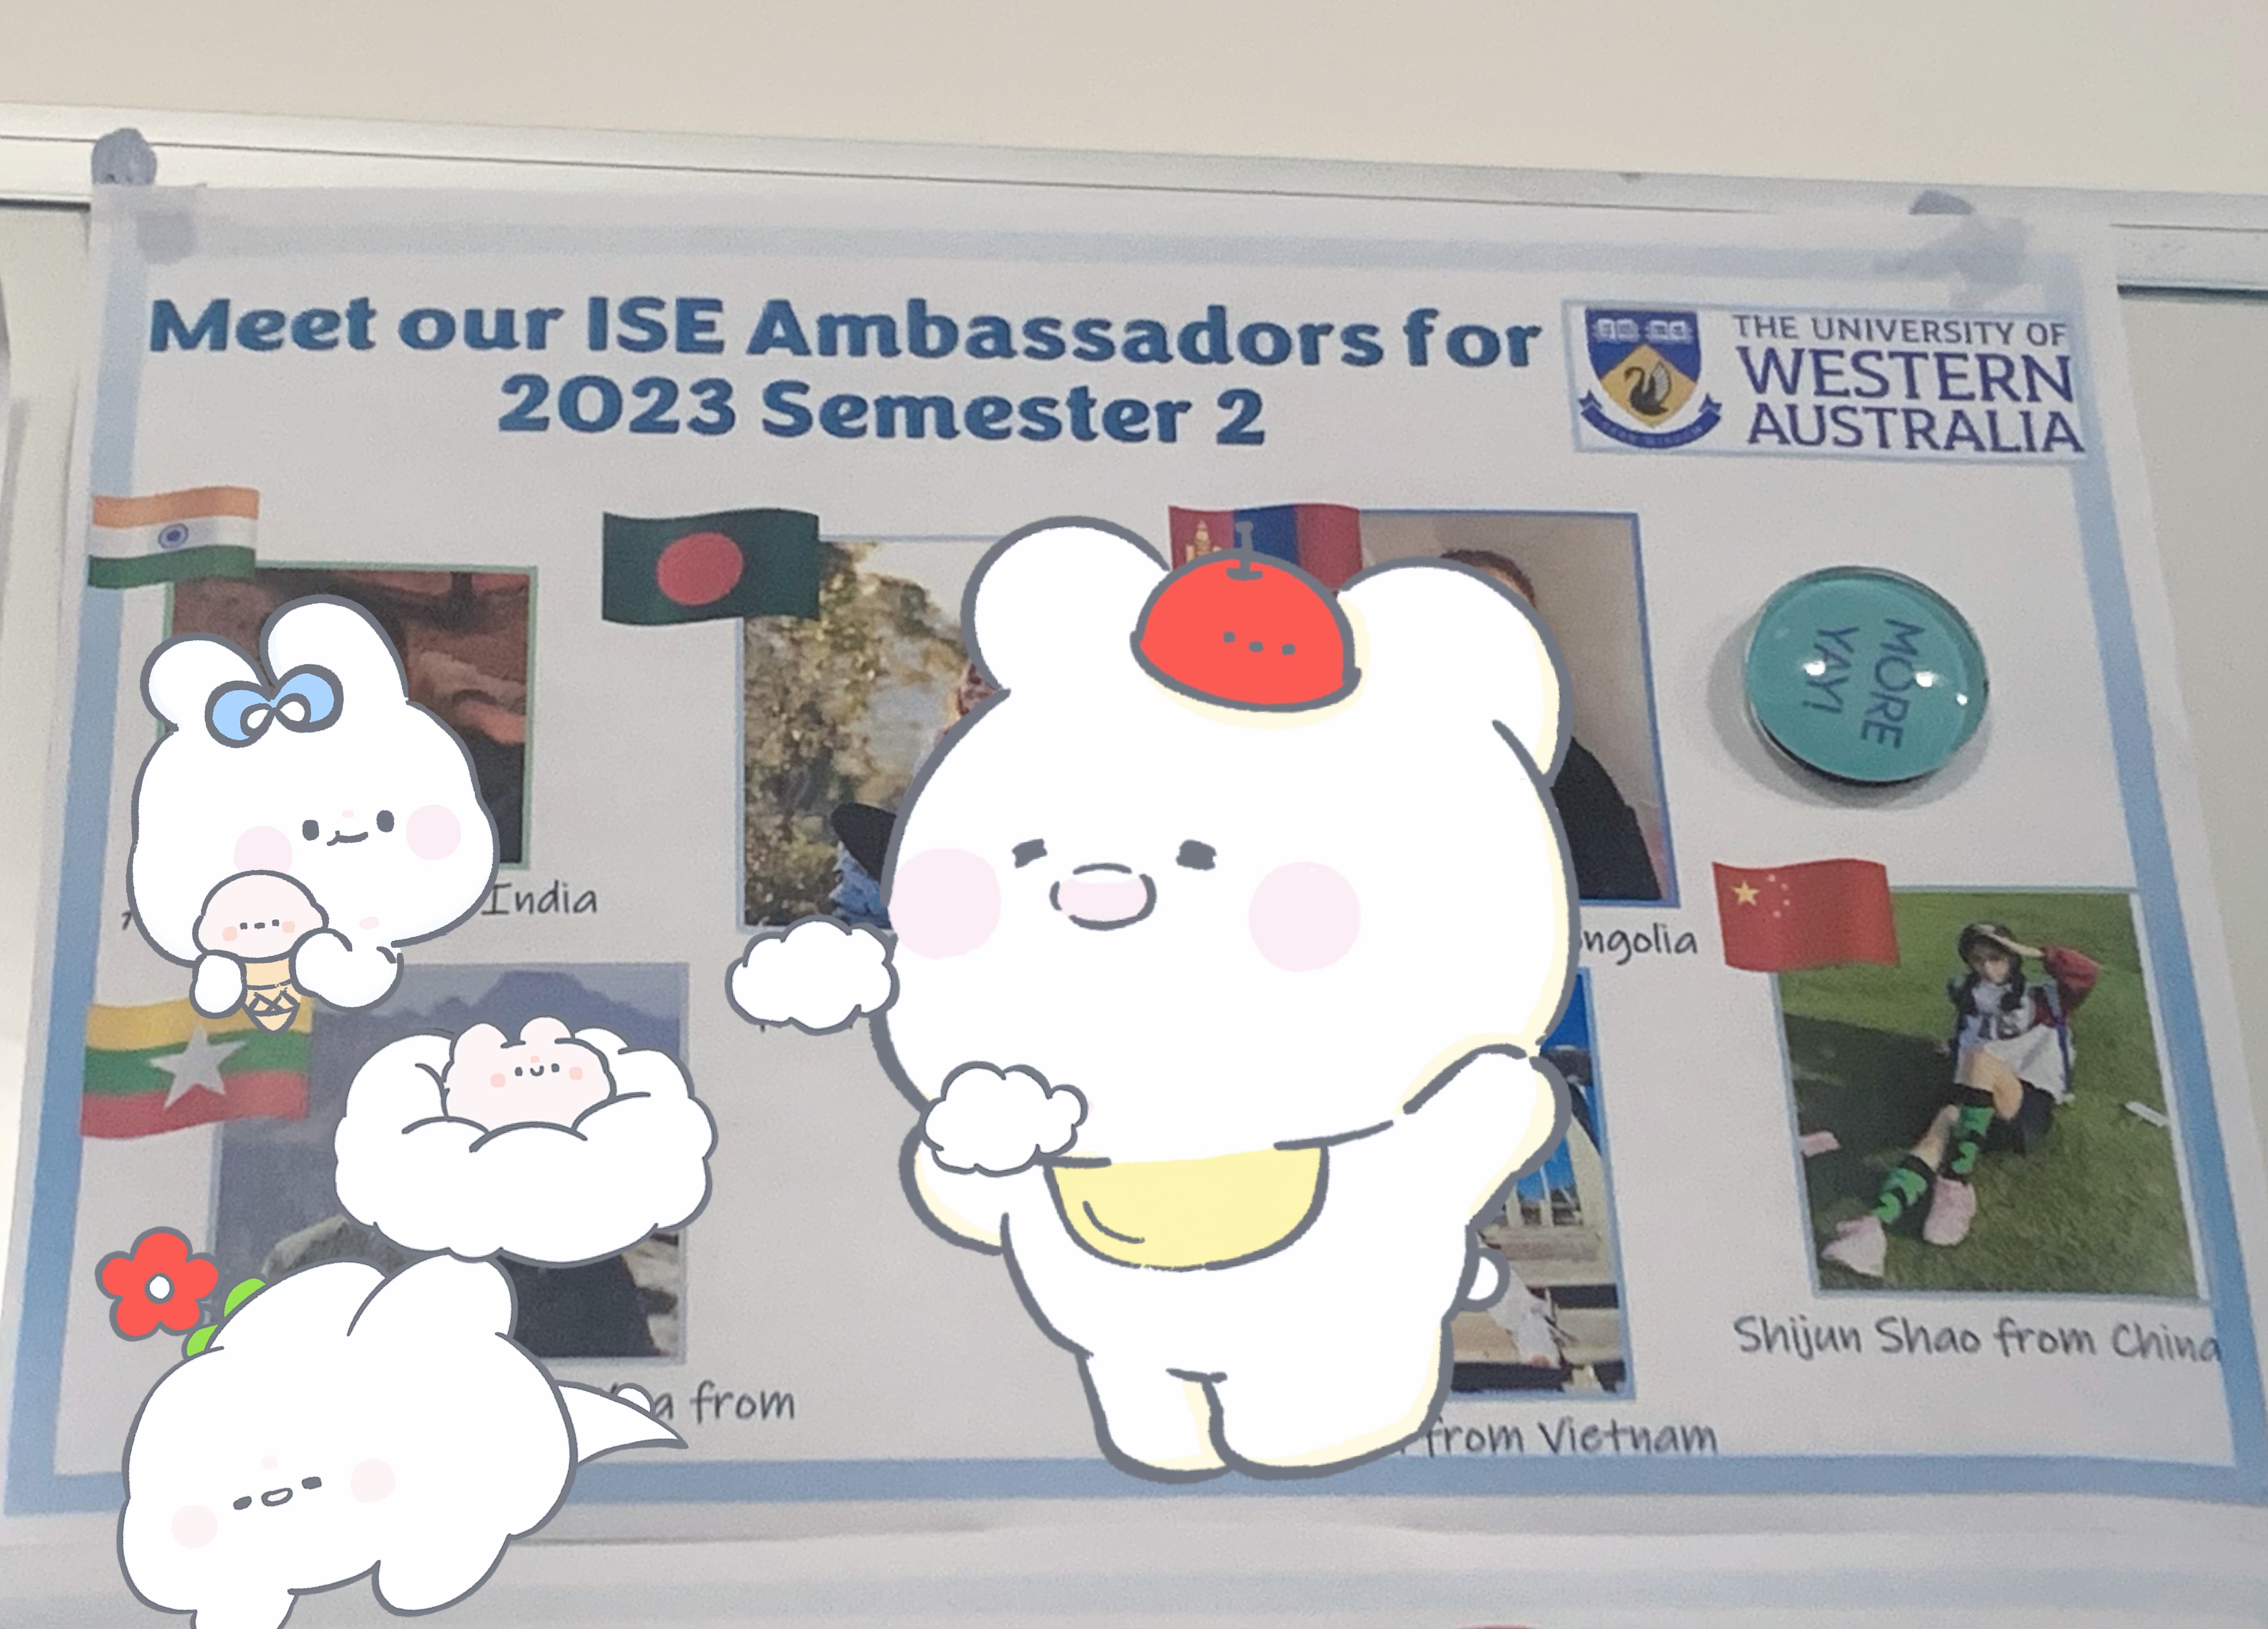 Meet our ISE Ambassadors for
2023 Semester 2
THE UNIVERSITY OF
WESTERN
AUSTRALIA
MORE
YAY!
India
ngolia
Shijun Shao from China
a from
from Vietnam